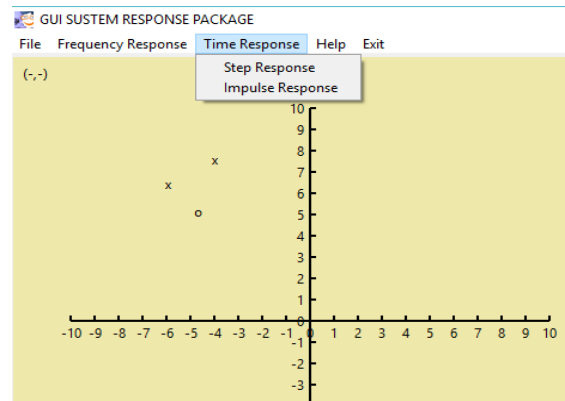 GUI SUSTEM RESPONSE PACKAGE
File Frequency Response Time Response Help Exit
Step Response
Impulse Response
(-,-)
10
9
8
x
7
x
6
o
5
4
3
2
1
0
-10 -9 -8 -7 -6 -5 -4 -3 -2 -1 0 1 2 3 4 5 6 7 8 9 10
-1
-2
-3